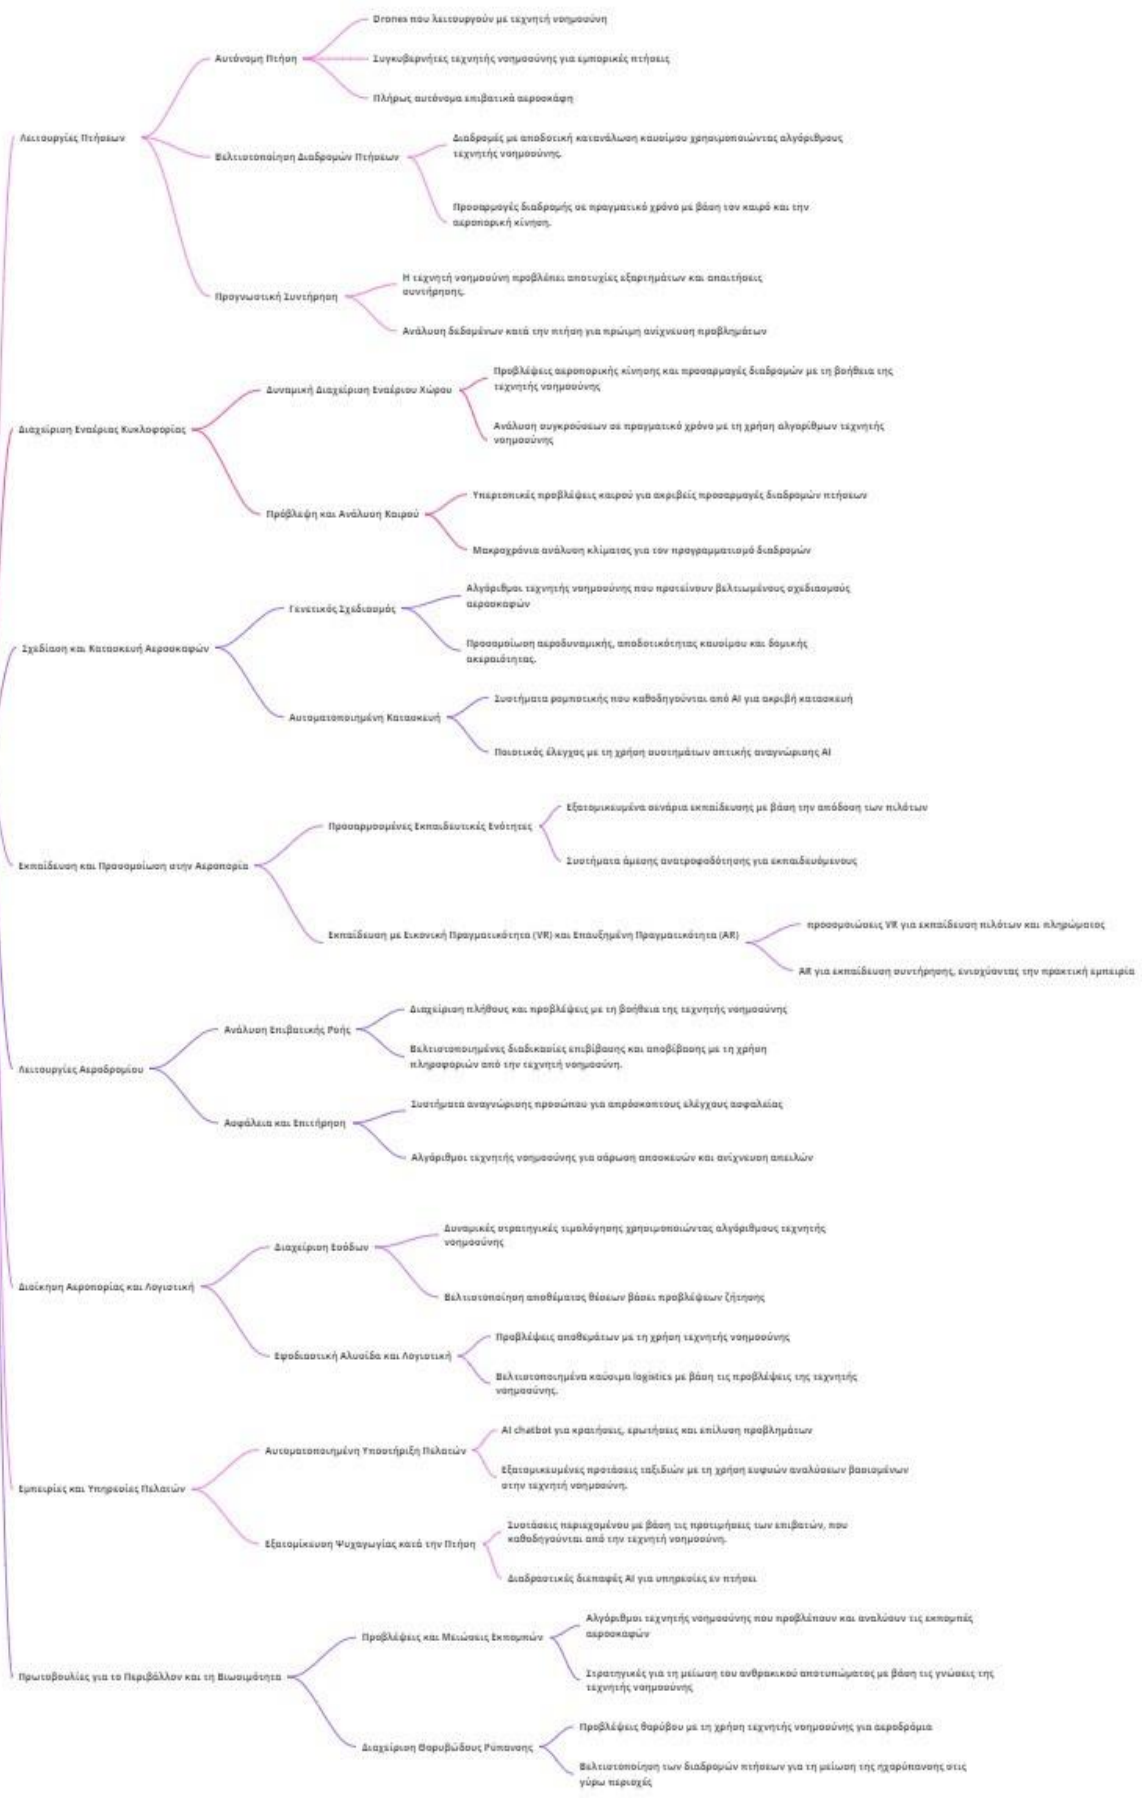 Λειτουργίες Πτήσεων
Αυτόνομη Πτήση
Drones που λειτουργούν με τεχνητή νοημοσύνη
Συγκυβερνήτες τεχνητής νοημοσύνης για εμπορικές πτήσεις
Πλήρως αυτόνομα επιβατικά αεροσκάφη
Βελτιστοποίηση Διαδρομών Πτήσεων
Διαδρομές με αποδοτική κατανάλωση καυσίμου χρησιμοποιώντας αλγόριθμους
τεχνητής νοημοσύνης.
Προσαρμογές διαδρομής σε πραγματικό χρόνο με βάση τον καιρό και την
αεροπορική κίνηση.
Προγνωστική Συντήρηση
Η τεχνητή νοημοσύνη προβλέπει αποτυχίες εξαρτημάτων και απαιτήσεις
συντήρησης.
Ανάλυση δεδομένων κατά την πτήση για πρώιμη ανίχνευση προβλημάτων
Διαχείριση Εναέριας Κυκλοφορίας
Δυναμική Διαχείριση Εναέριου Χώρου
Προβλέψεις αεροπορικής κίνησης και προσαρμογές διαδρομών με τη βοήθεια της
τεχνητής νοημοσύνης
Ανάλυση συγκρούσεων σε πραγματικό χρόνο με τη χρήση αλγορίθμων τεχνητής
νοημοσύνης
Πρόβλεψη και Ανάλυση Καιρού
Υπερτοπικές προβλέψεις καιρού για ακριβείς προσαρμογές διαδρομών πτήσεων
Μακροχρόνια ανάλυση κλίματος για τον προγραμματισμό διαδρομών
Σχεδίαση και Κατασκευή Αεροσκαφών
Γενετικός Σχεδιασμός
Αλγόριθμοι τεχνητής νοημοσύνης που προτείνουν βελτιωμένους σχεδιασμούς
αεροσκαφών
Προσομοίωση αεροδυναμικής, αποδοτικότητας καυσίμου και δομικής
ακεραιότητας.
Αυτοματοποιημένη Κατασκευή
Συστήματα ρομποτικής που καθοδηγούνται από AI για ακριβή κατασκευή
Ποιοτικός έλεγχος με τη χρήση συστημάτων οπτικής αναγνώρισης AI
Εκπαίδευση και Προσομοίωση στην Αεροπορία
Προσαρμοσμένες Εκπαιδευτικές Ενότητες
Εξατομικευμένα σενάρια εκπαίδευσης με βάση την απόδοση των πιλότων
Συστήματα άμεσης ανατροφοδότησης για εκπαιδευόμενους
Εκπαίδευση με Εικονική Πραγματικότητα (VR) και Επαυξημένη Πραγματικότητα (AR)
προσομοιώσεις VR για εκπαίδευση πιλότων και πληρώματος
AR για εκπαίδευση συντήρησης, ενισχύοντας την πρακτική εμπειρία
Λειτουργίες Αεροδρομίου
Ανάλυση Επιβατικής Ροής
Διαχείριση πλήθους και προβλέψεις με τη βοήθεια της τεχνητής νοημοσύνης
Βελτιστοποιημένες διαδικασίες επιβίβασης και αποβίβασης με τη χρήση
πληροφοριών από την τεχνητή νοημοσύνη.
Ασφάλεια και Επιτήρηση
Συστήματα αναγνώρισης προσώπου για απρόσκοπτους ελέγχους ασφαλείας
Αλγόριθμοι τεχνητής νοημοσύνης για σάρωση αποσκευών και ανίχνευση απειλών
Διοίκηση Αεροπορίας και Λογιστική
Διαχείριση Εσόδων
Δυναμικές στρατηγικές τιμολόγησης χρησιμοποιώντας αλγόριθμους τεχνητής
νοημοσύνης
Βελτιστοποίηση αποθέματος θέσεων βάσει προβλέψεων ζήτησης
Εφοδιαστική Αλυσίδα και Λογιστική
Προβλέψεις αποθεμάτων με τη χρήση τεχνητής νοημοσύνης
Βελτιστοποιημένα καύσιμα logistics με βάση τις προβλέψεις της τεχνητής
νοημοσύνης.
Εμπειρίες και Υπηρεσίες Πελατών
Αυτοματοποιημένη Υποστήριξη Πελατών
AI chatbot για κρατήσεις, ερωτήσεις και επίλυση προβλημάτων
Εξατομικευμένες προτάσεις ταξιδιών με τη χρήση ευφυών αναλύσεων βασισμένων
στην τεχνητή νοημοσύνη.
Εξατομίκευση Ψυχαγωγίας κατά την Πτήση
Συστάσεις περιεχομένου με βάση τις προτιμήσεις των επιβατών, που
καθοδηγούνται από την τεχνητή νοημοσύνη.
Διαδραστικές διεπαφές AI για υπηρεσίες εν πτήσει
Πρωτοβουλίες για το Περιβάλλον και τη Βιωσιμότητα
Προβλέψεις και Μειώσεις Εκπομπών
Αλγόριθμοι τεχνητής νοημοσύνης που προβλέπουν και αναλύουν τις εκπομπές
αεροσκαφών
Στρατηγικές για τη μείωση του ανθρακικού αποτυπώματος με βάση τις γνώσεις της
τεχνητής νοημοσύνης
Διαχείριση Θορυβώδους Ρύπανσης
Προβλέψεις θορύβου με τη χρήση τεχνητής νοημοσύνης για αεροδρόμια
Βελτιστοποίηση των διαδρομών πτήσεων για τη μείωση της ηχορύπανσης στις
γύρω περιοχές